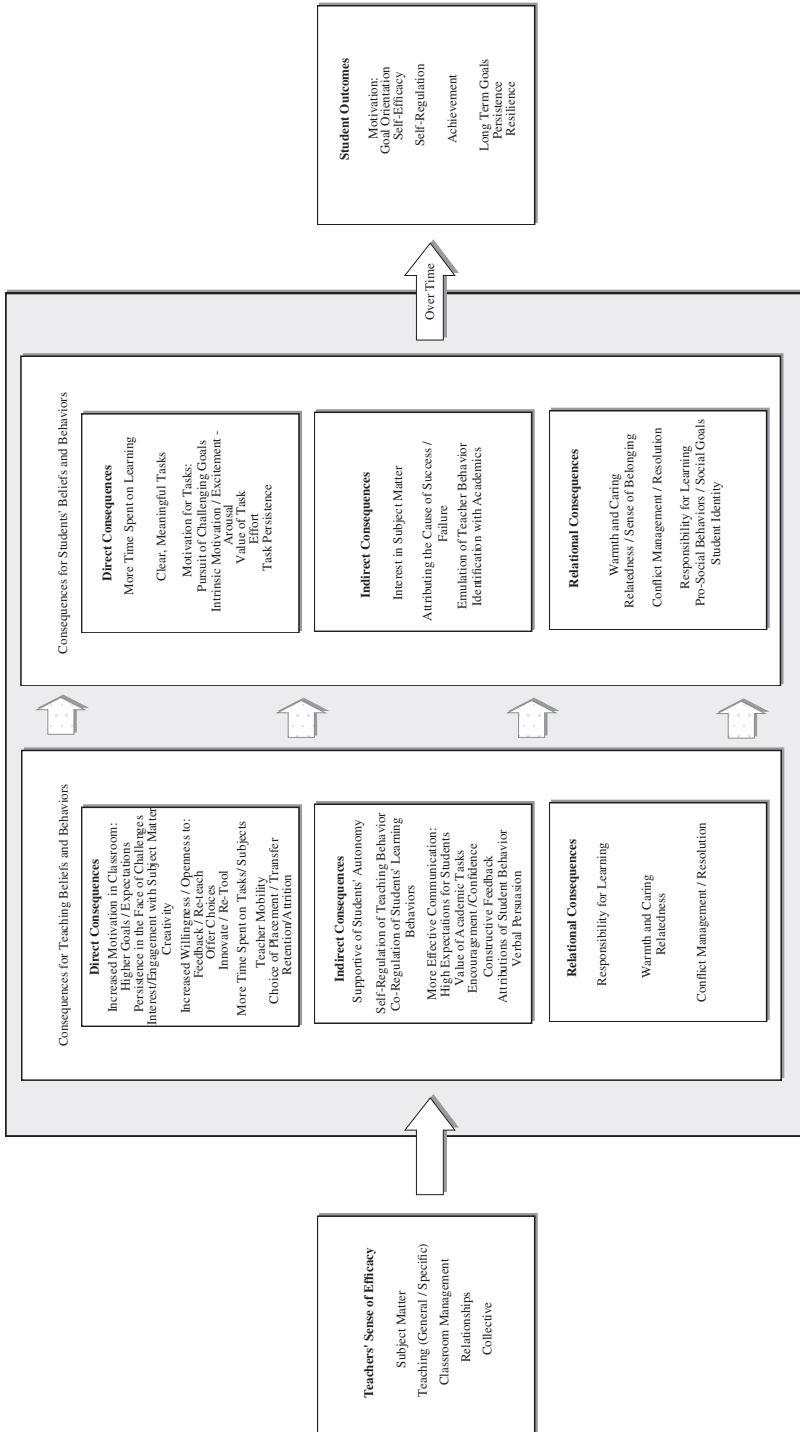 Teachers' Sense of Efficacy
Subject Matter
Teaching (General / Specific)
Classroom Management
Relationships
Collective
Consequences for Teaching Beliefs and Behaviors
Direct Consequences
Increased Motivation in Classroom:
Higher Goals / Expectations
Persistence in the Face of Challenges
Interest/Engagement with Subject Matter
Creativity
Increased Willingness / Openness to:
Feedback / Re-teach
Offer Choices
Innovate / Re-Tool
More Time Spent on Tasks/ Subjects
Teacher Mobility
Choice of Placement / Transfer
Retention/Attrition
Indirect Consequences
Supportive of Students' Autonomy
Self-Regulation of Teaching Behavior
Co-Regulation of Students' Learning
Behaviors
More Effective Communication:
High Expectations for Students
Value of Academic Tasks
Encouragement /Confidence
Constructive Feedback
Attributions of Student Behavior
Verbal Persuasion
Relational Consequences
Responsibility for Learning
Warmth and Caring
Relatedness
Conflict Management / Resolution
Consequences for Students' Beliefs and Behaviors
Direct Consequences
More Time Spent on Learning
Clear, Meaningful Tasks
Motivation for Tasks:
Pursuit of Challenging Goals
Intrinsic Motivation / Excitement -
Arousal
Value of Task
Effort
Task Persistence
Indirect Consequences
Interest in Subject Matter
Attributing the Cause of Success /
Failure
Emulation of Teacher Behavior
Identification with Academics
Relational Consequences
Warmth and Caring
Relatedness / Sense of Belonging
Conflict Management / Resolution
Responsibility for Learning
Pro-Social Behaviors / Social Goals
Student Identity
Over Time
Student Outcomes
Motivation:
Goal Orientation
Self-Efficacy
Self-Regulation
Achievement
Long Term Goals
Persistence
Resilience